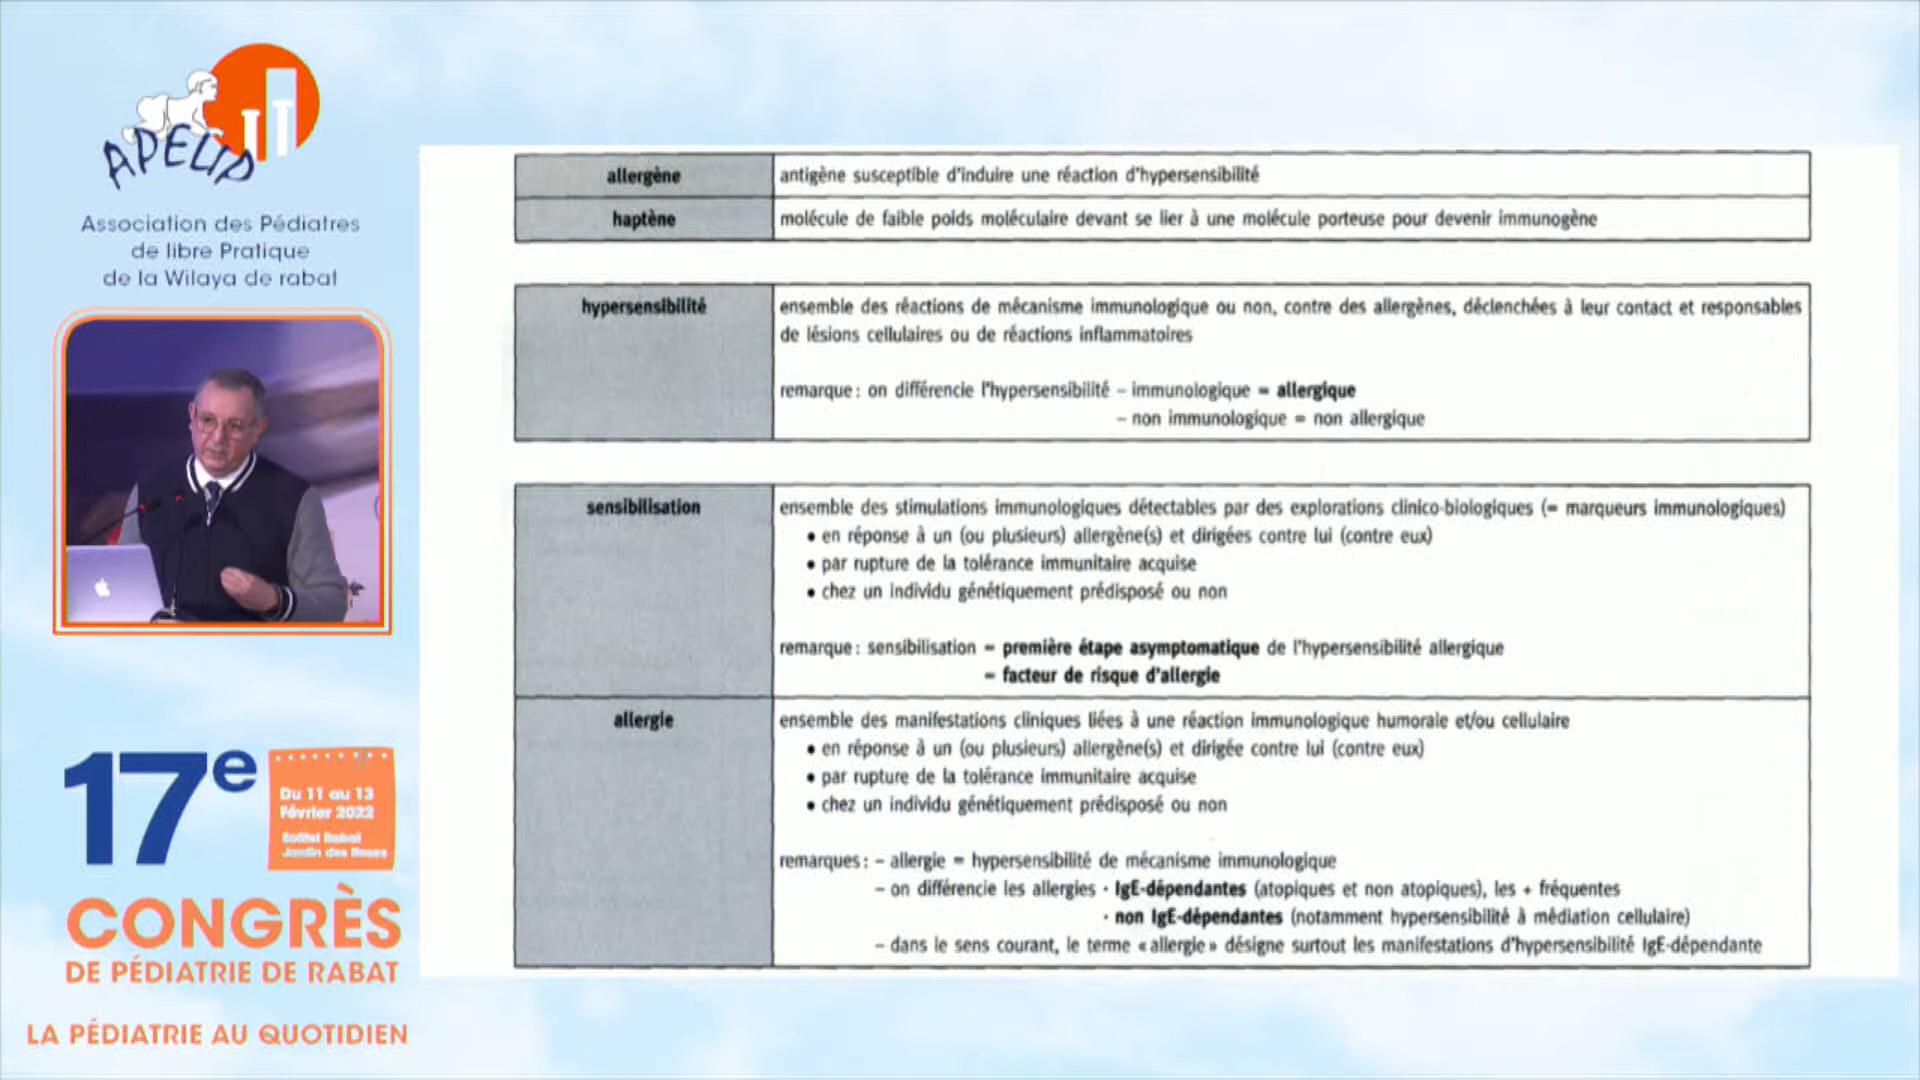 APELIP
Association des Pédiatres
de libre Pratique
de la Wilaya de rabat
17e
Du 11 au 13
Février 2022
Sofitel Rabat
Jardin des Roses
CONGRÈS
DE PÉDIATRIE DE RABAT
LA PÉDIATRIE AU QUOTIDIEN
allergène antigène susceptible d'induire une réaction d'hypersensibilité
haptène molécule de faible poids moléculaire devant se lier à une molécule porteuse pour devenir immunogène
hypersensibilité ensemble des réactions de mécanisme immunologique ou non, contre des allergènes, déclenchées à leur contact et responsables
de lésions cellulaires ou de réactions inflammatoires
remarque : on différencie l'hypersensibilité – immunologique = allergique
– non immunologique = non allergique
sensibilisation ensemble des stimulations immunologiques détectables par des explorations clinico-biologiques (= marqueurs immunologiques)
• en réponse à un (ou plusieurs) allergène(s) et dirigées contre lui (contre eux)
• par rupture de la tolérance immunitaire acquise
• chez un individu génétiquement prédisposé ou non
remarque : sensibilisation = première étape asymptomatique de l'hypersensibilité allergique
= facteur de risque d'allergie
allergie ensemble des manifestations cliniques liées à une réaction immunologique humorale et/ou cellulaire
• en réponse à un (ou plusieurs) allergène(s) et dirigée contre lui (contre eux)
• par rupture de la tolérance immunitaire acquise
• chez un individu génétiquement prédisposé ou non
remarques : – allergie = hypersensibilité de mécanisme immunologique
– on différencie les allergies · IgE-dépendantes (atopiques et non atopiques), les + fréquentes
· non IgE-dépendantes (notamment hypersensibilité à médiation cellulaire)
– dans le sens courant, le terme « allergie » désigne surtout les manifestations d'hypersensibilité IgE-dépendante